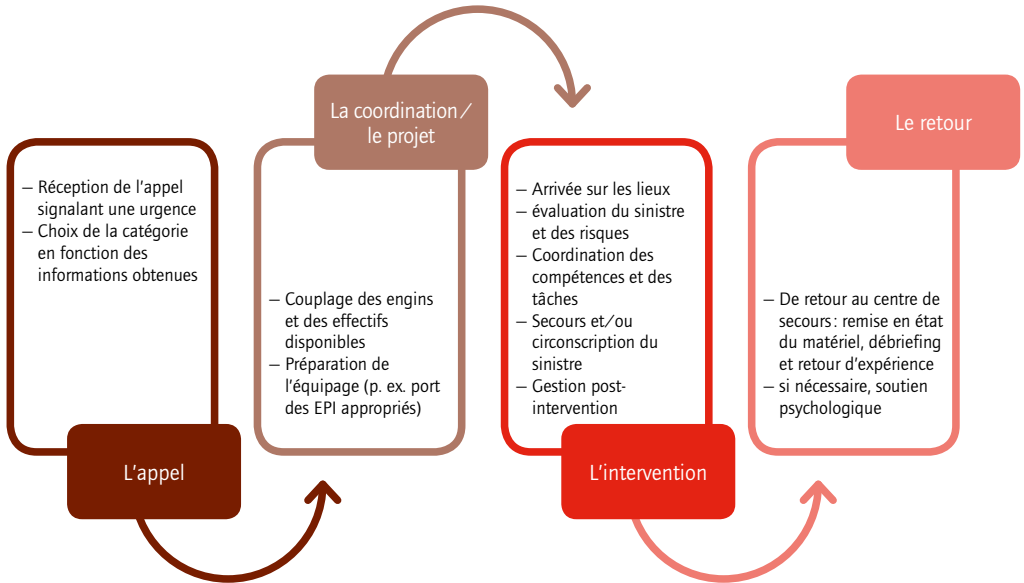 – Réception de l'appel
signalant une urgence
– Choix de la catégorie
en fonction des
informations obtenues
L'appel
La coordination/
le projet
– Couplage des engins
et des effectifs
disponibles
– Préparation de
l'équipage (p. ex. port
des EPI appropriés)
– Arrivée sur les lieux
– évaluation du sinistre
et des risques
– Coordination des
compétences et des
tâches
– Secours et/ou
circonscription du
sinistre
– Gestion post-
intervention
L'intervention
Le retour
– De retour au centre de
secours: remise en état
du matériel, débriefing
et retour d'expérience
– si nécessaire, soutien
psychologique